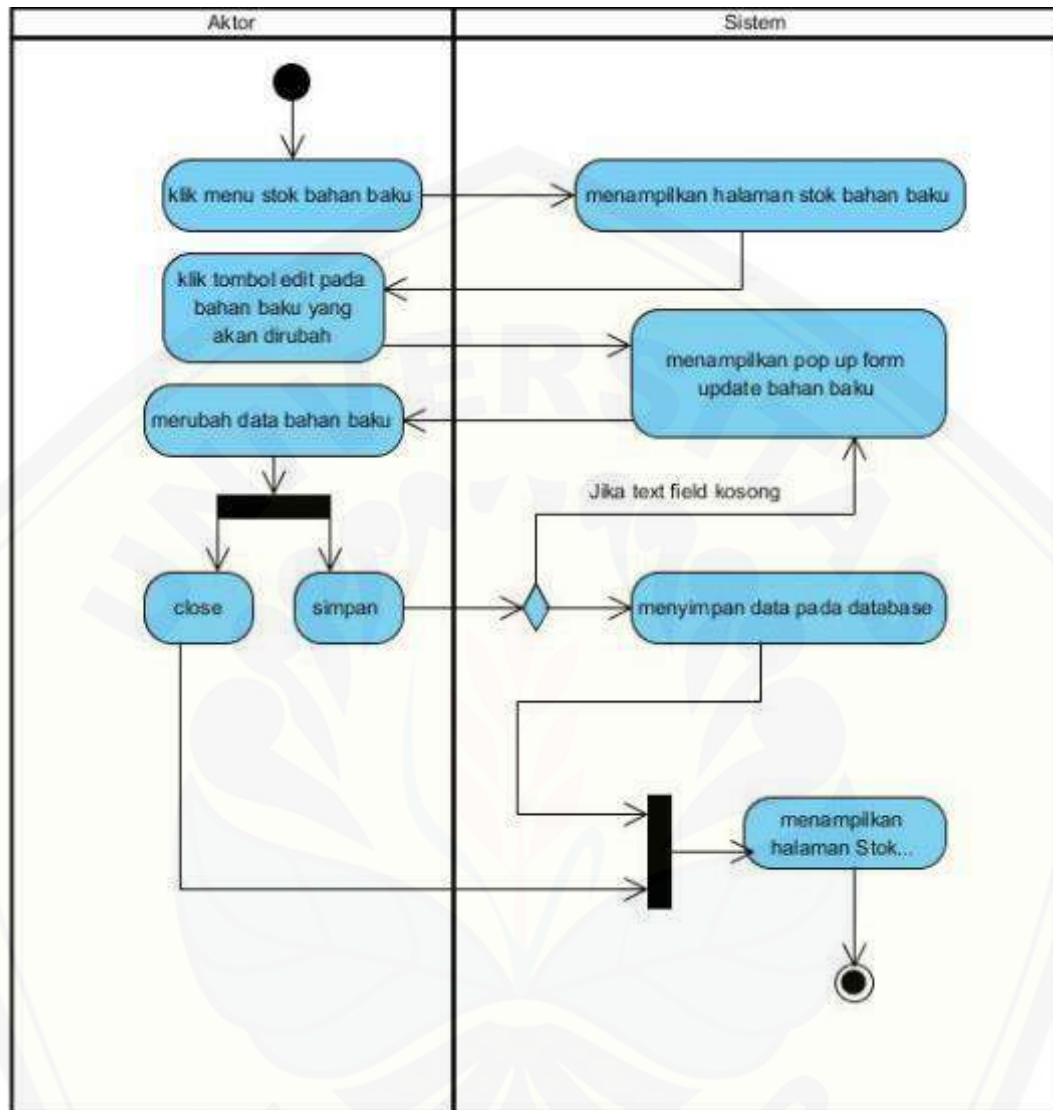 Aktor
Sistem
klik menu stok bahan baku
menampilkan halaman stok bahan baku
klik tombol edit pada
bahan baku yang
akan dirubah
menampilkan pop up form
update bahan baku
merubah data bahan baku
Jika text field kosong
close
simpan
menyimpan data pada database
menampilkan
halaman Stok...